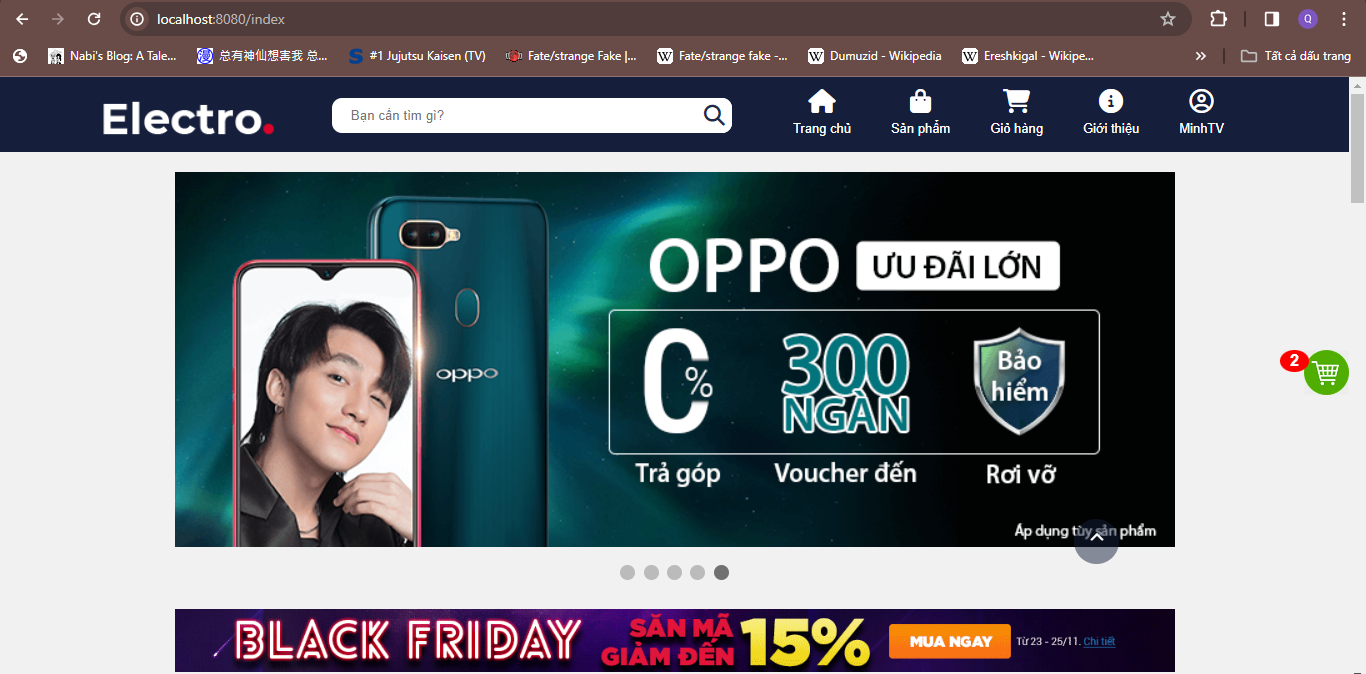 localhost:8080/index
Q
Nabi's Blog: A Tale...
总有神仙想害我 总...
#1 Jujutsu Kaisen (TV)
Fate/strange Fake |...
Fate/strange fake -...
Dumuzid - Wikipedia
Ereshkigal - Wikipe...
Tất cả dấu trang
Electro.
Bạn cần tìm gì?
Trang chủ
Sản phẩm
Giỏ hàng
Giới thiệu
MinhTV
OPPO ƯU ĐÃI LỚN
oppo
0%
300 NGÀN
Bảo hiểm
Trả góp
Voucher đến
Rơi vỡ
Áp dụng tùy sản phẩm
2
BLACK FRIDAY
SĂN MÃ
GIẢM ĐẾN
15%
MUA NGAY
Từ 23 - 25/11. Chi tiết